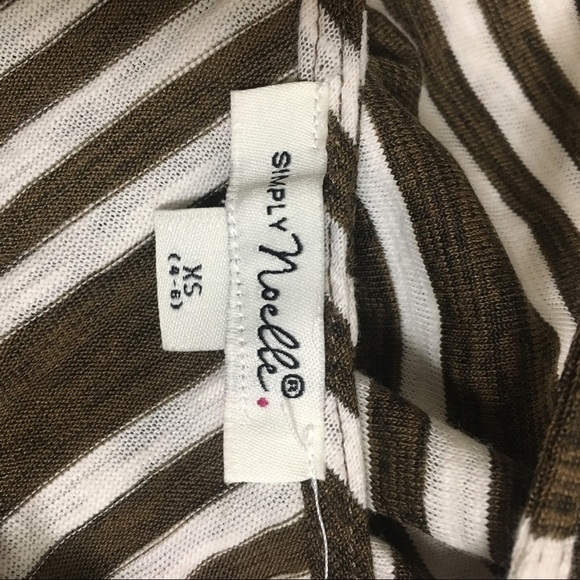 SIMPLY
noelle®
XS
(4-6)